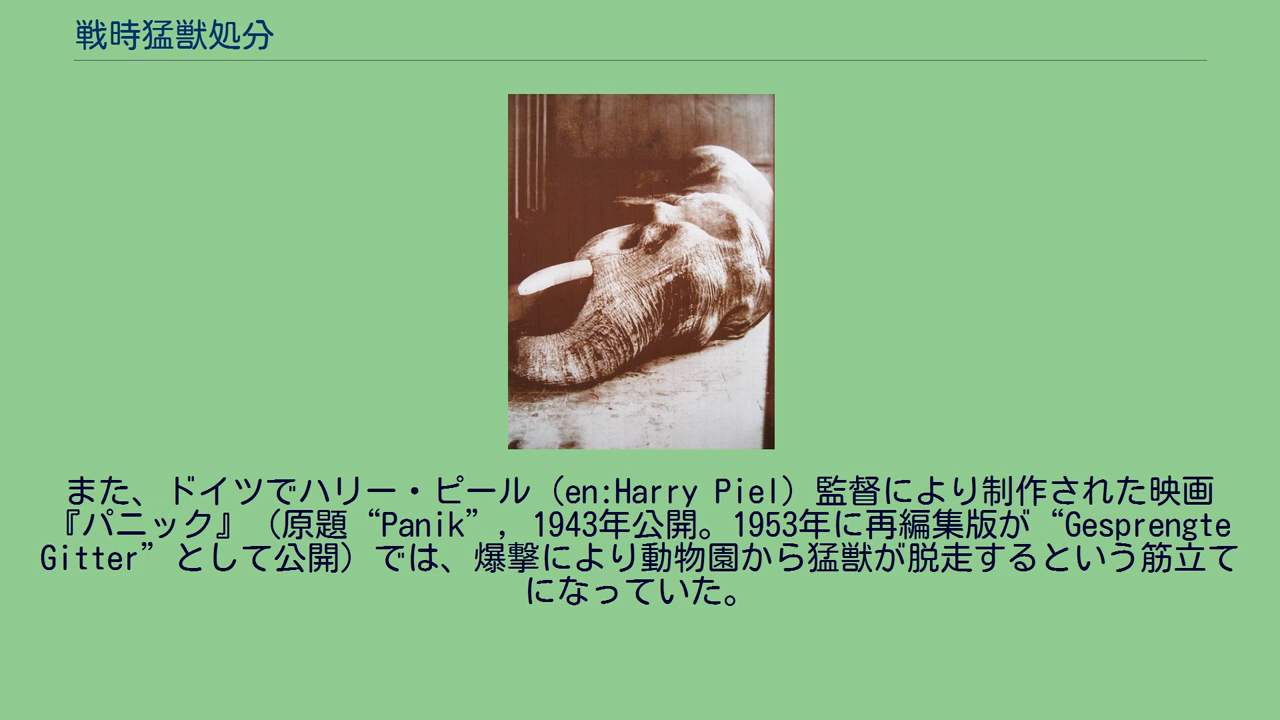 戦時猛獣処分
また、ドイツでハリー・ピール（en:Harry Piel）監督により制作された映画
『パニック』（原題“Panik”, 1943年公開。1953年に再編集版が“Gesprengte
Gitter”として公開）では、爆撃により動物園から猛獣が脱走するという筋立て
になっていた。